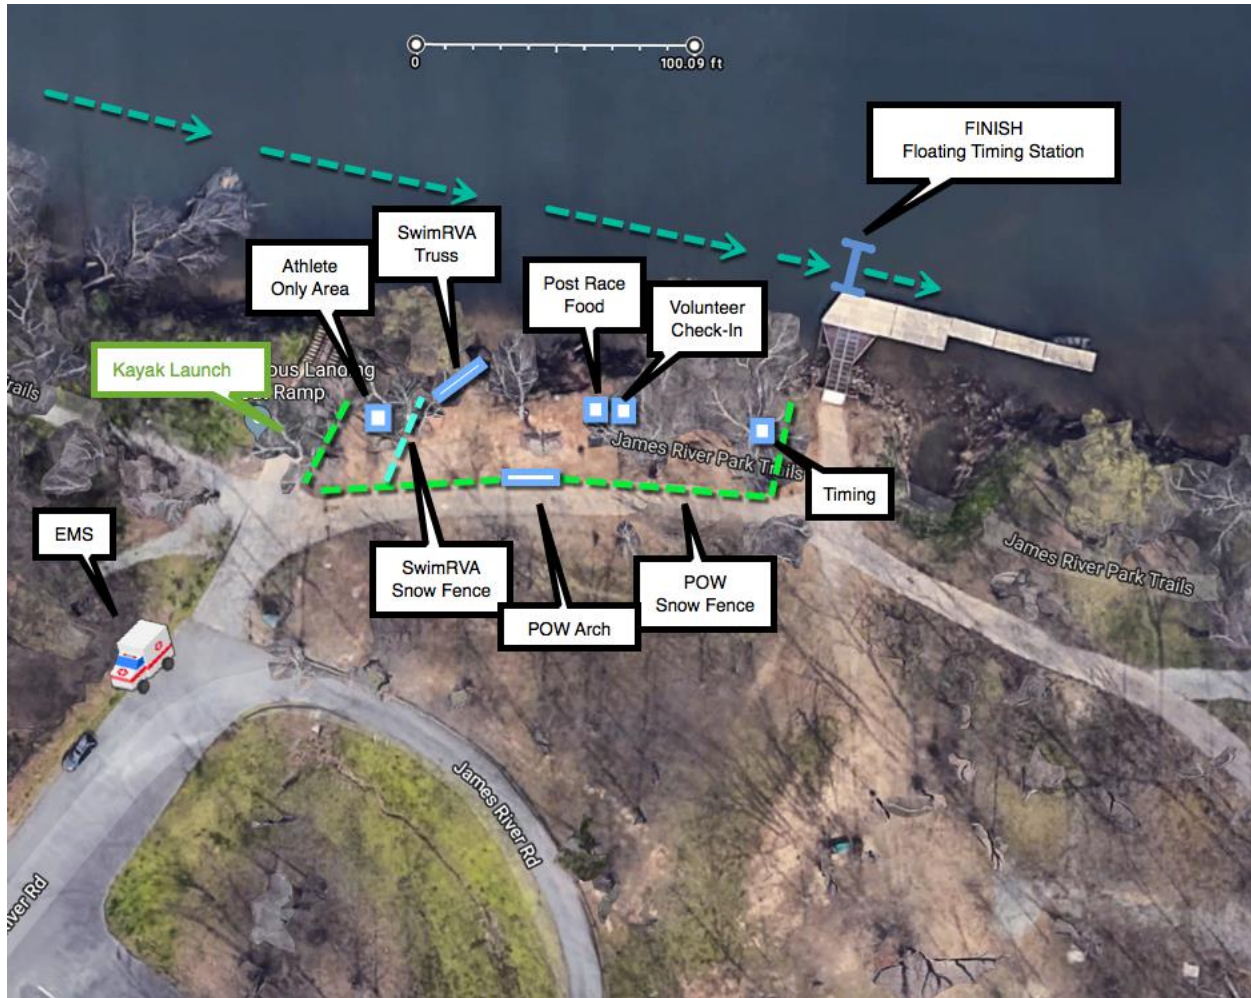 0
100.09 ft
FINISH
Floating Timing Station
SwimRVA
Truss
Athlete
Only Area
Post Race
Food
Volunteer
Check-In
Kayak Launch
Landing
Ramp
James River Park Trails
Timing
EMS
SwimRVA
Snow Fence
POW
Snow Fence
POW Arch
James River Park Trails
James River Rd